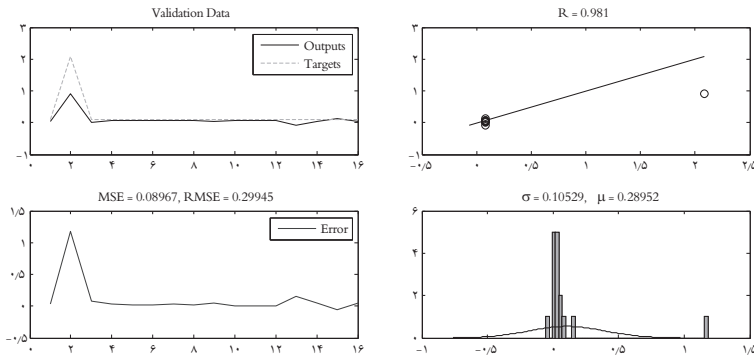 Validation Data
۳
۲
۱
۰
-۱
Outputs
Targets
۰ ۲ ۴ ۶ ۸ ۱۰ ۱۲ ۱۴ ۱۶
R = 0.981
۳
۲
۱
۰
-۱
-۰/۵ ۰ ۰/۵ ۱ ۱/۵ ۲ ۲/۵
MSE = 0.08967, RMSE = 0.29945
۱/۵
۱
۰/۵
۰
-۰/۵
Error
۰ ۲ ۴ ۶ ۸ ۱۰ ۱۲ ۱۴ ۱۶
σ = 0.10529, μ = 0.28952
۶
۴
۲
۰
-۱ -۰/۵ ۰ ۰/۵ ۱ ۱/۵